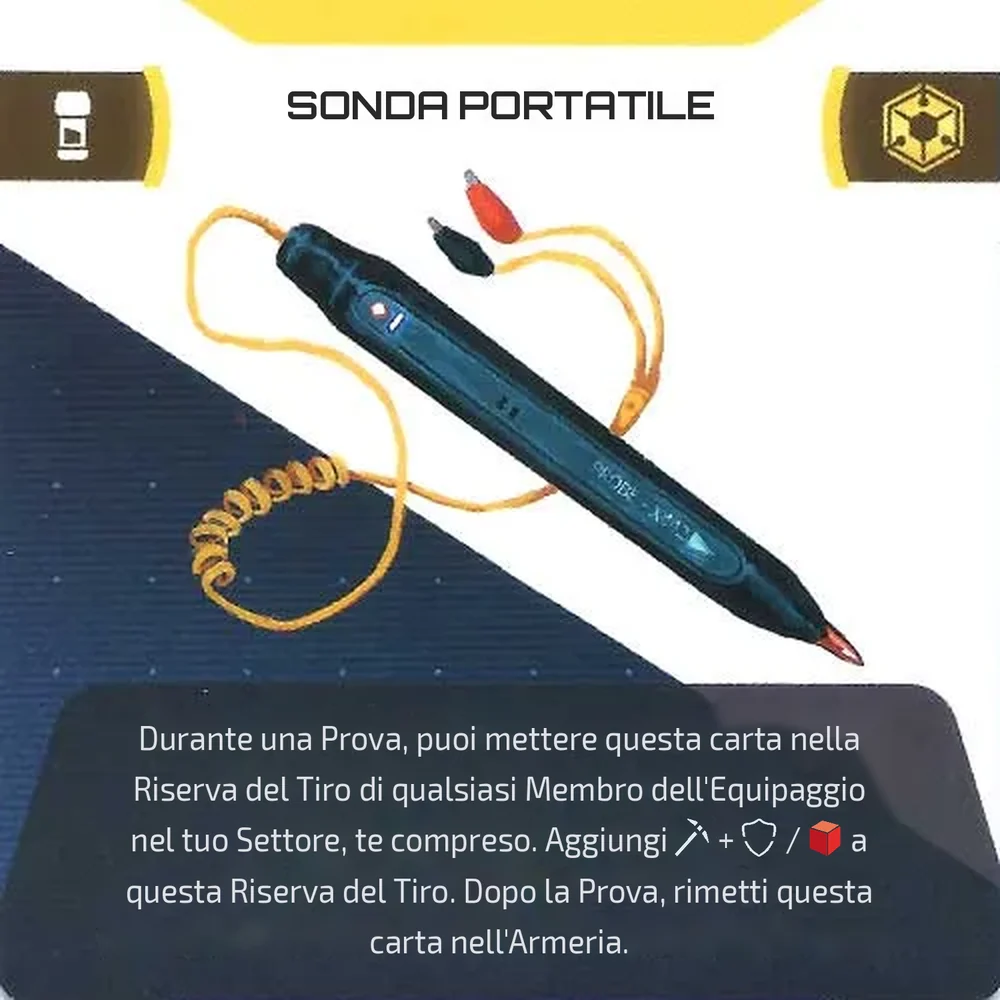 SONDA PORTATILE
Durante una Prova, puoi mettere questa carta nella
Riserva del Tiro di qualsiasi Membro dell'Equipaggio
nel tuo Settore, te compreso. Aggiungi + / a
questa Riserva del Tiro. Dopo la Prova, rimetti questa
carta nell'Armeria.